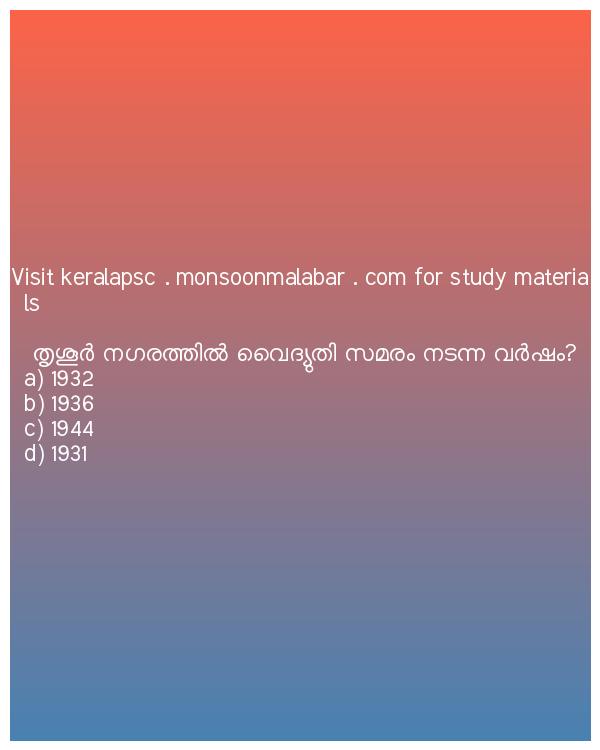 Visit keralapsc . monsoonmalabar . com for study materia
ls
തൃശൂർ നഗരത്തിൽ വൈദ്യുതി സമരം നടന്ന വർഷം?
a) 1932
b) 1936
c) 1944
d) 1931